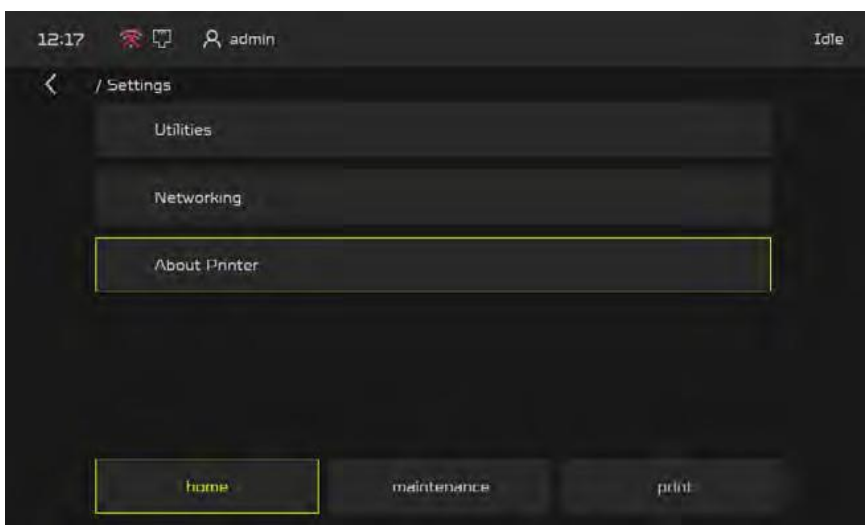 12:17 admin Idle
/ Settings
Utilities
Networking
About Printer
home maintenance print